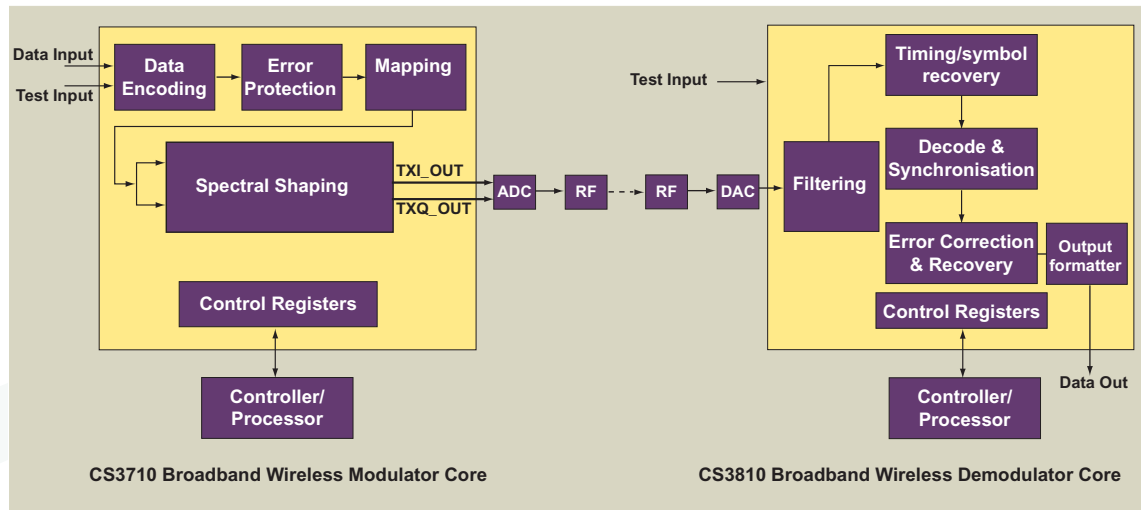 Data Input
Test Input
Data
Encoding
Error
Protection
Mapping
Spectral Shaping
TXI_OUT
TXQ_OUT
Control Registers
Controller/
Processor
ADC
RF
RF
DAC
Test Input
Filtering
Timing/symbol
recovery
Decode &
Synchronisation
Error Correction
& Recovery
Output
formatter
Control Registers
Controller/
Processor
Data Out
CS3710 Broadband Wireless Modulator Core
CS3810 Broadband Wireless Demodulator Core